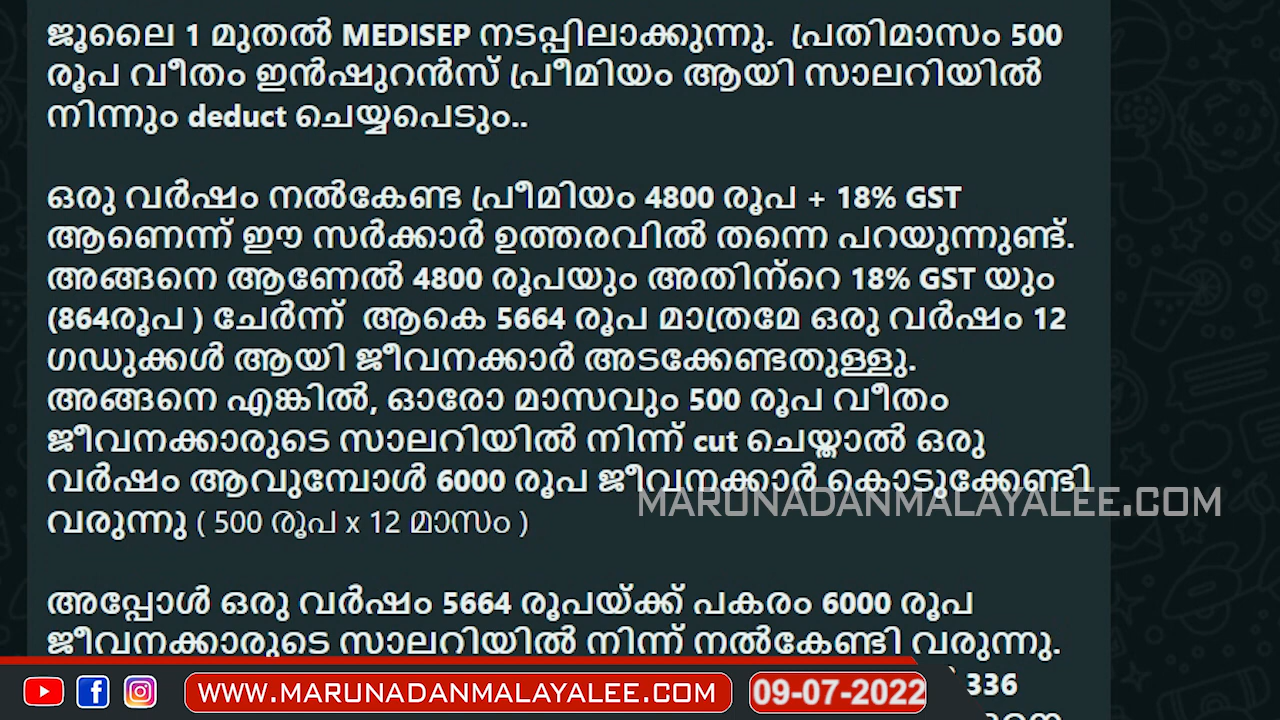 ജൂലൈ 1 മുതൽ MEDISEP നടപ്പിലാക്കുന്നു. പ്രതിമാസം 500
രൂപ വീതം ഇൻഷുറൻസ് പ്രീമിയം ആയി സാലറിയിൽ
നിന്നും deduct ചെയ്യപെടും..
ഒരു വർഷം നൽകേണ്ട പ്രീമിയം 4800 രൂപ + 18% GST
ആണെന്ന് ഈ സർക്കാർ ഉത്തരവിൽ തന്നെ പറയുന്നുണ്ട്.
അങ്ങനെ ആണേൽ 4800 രൂപയും അതിന്റെ 18% GST യും
(864രൂപ ) ചേർന്ന് ആകെ 5664 രൂപ മാത്രമേ ഒരു വർഷം 12
ഗഡുക്കൾ ആയി ജീവനക്കാർ അടക്കേണ്ടതുള്ളു.
അങ്ങനെ എങ്കിൽ, ഓരോ മാസവും 500 രൂപ വീതം
ജീവനക്കാരുടെ സാലറിയിൽ നിന്ന് cut ചെയ്താൽ ഒരു
വർഷം ആവുമ്പോൾ 6000 രൂപ ജീവനക്കാർ കൊടുക്കേണ്ടി
MARUNADANMALAYALEE.COM
വരുന്നു ( 500 രൂപ x 12 മാസം )
അപ്പോൾ ഒരു വർഷം 5664 രൂപയ്ക്ക് പകരം 6000 രൂപ
ജീവനക്കാരുടെ സാലറിയിൽ നിന്ന് നൽകേണ്ടി വരുന്നു.
336
WWW.MARUNADANMALAYALEE.COM
09-07-2022